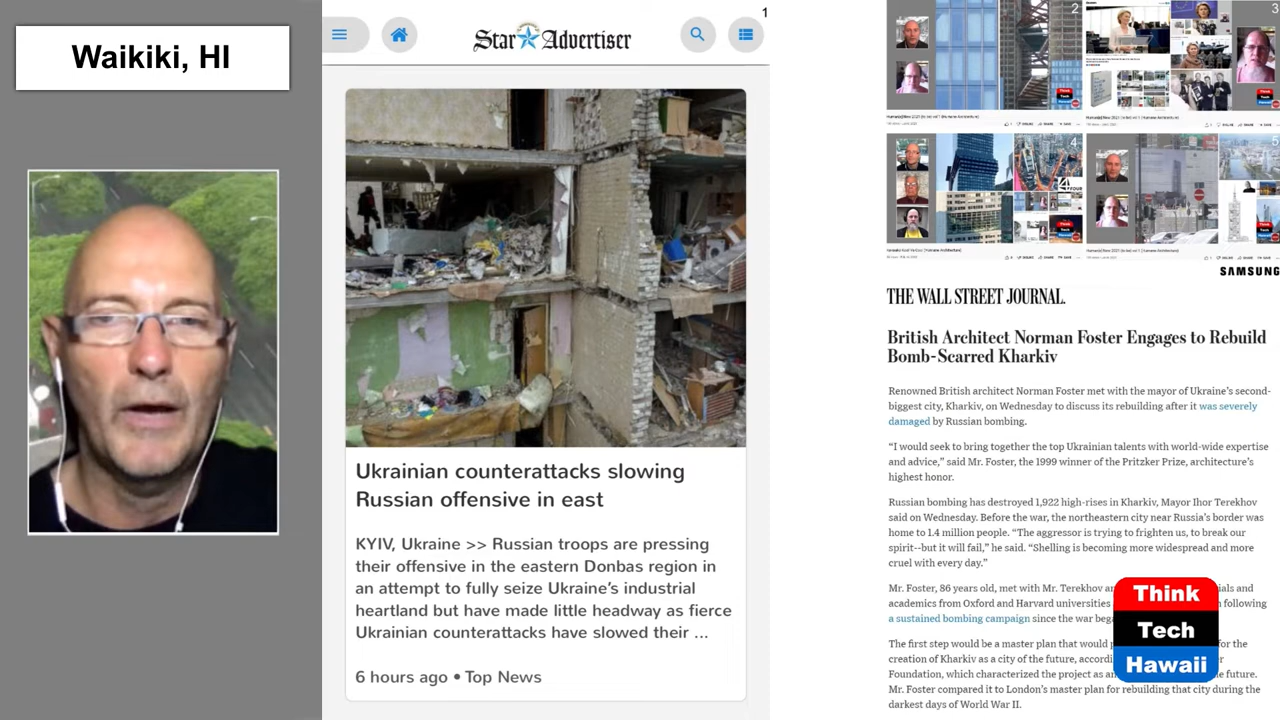 Waikiki, HI
1
Star Advertiser
Ukrainian counterattacks slowing
Russian offensive in east
KYIV, Ukraine >> Russian troops are pressing
their offensive in the eastern Donbas region in
an attempt to fully seize Ukraine's industrial
heartland but have made little headway as fierce
Ukrainian counterattacks have slowed their ...
6 hours ago • Top News
2
3
4
5
SAMSUNG
THE WALL STREET JOURNAL.
British Architect Norman Foster Engages to Rebuild
Bomb-Scarred Kharkiv
Renowned British architect Norman Foster met with the mayor of Ukraine's second-
biggest city, Kharkiv, on Wednesday to discuss its rebuilding after it was severely
damaged by Russian bombing.
"I would seek to bring together the top Ukrainian talents with world-wide expertise
and advice," said Mr. Foster, the 1999 winner of the Pritzker Prize, architecture's
highest honor.
Russian bombing has destroyed 1,922 high-rises in Kharkiv, Mayor Ihor Terekhov
said on Wednesday. Before the war, the northeastern city near Russia's border was
home to 1.4 million people. "The aggressor is trying to frighten us, to break our
spirit--but it will fail," he said. "Shelling is becoming more widespread and more
cruel with every day."
Mr. Foster, 86 years old, met with Mr. Terekhov and
academics from Oxford and Harvard universities following
a sustained bombing campaign since the war
The first step would be a master plan that would for the
creation of Kharkiv as a city of the future,
Foundation, which characterized the project as future.
Mr. Foster compared it to London's master plan for rebuilding that city during the
darkest days of World War II.
Think
Tech
Hawaii